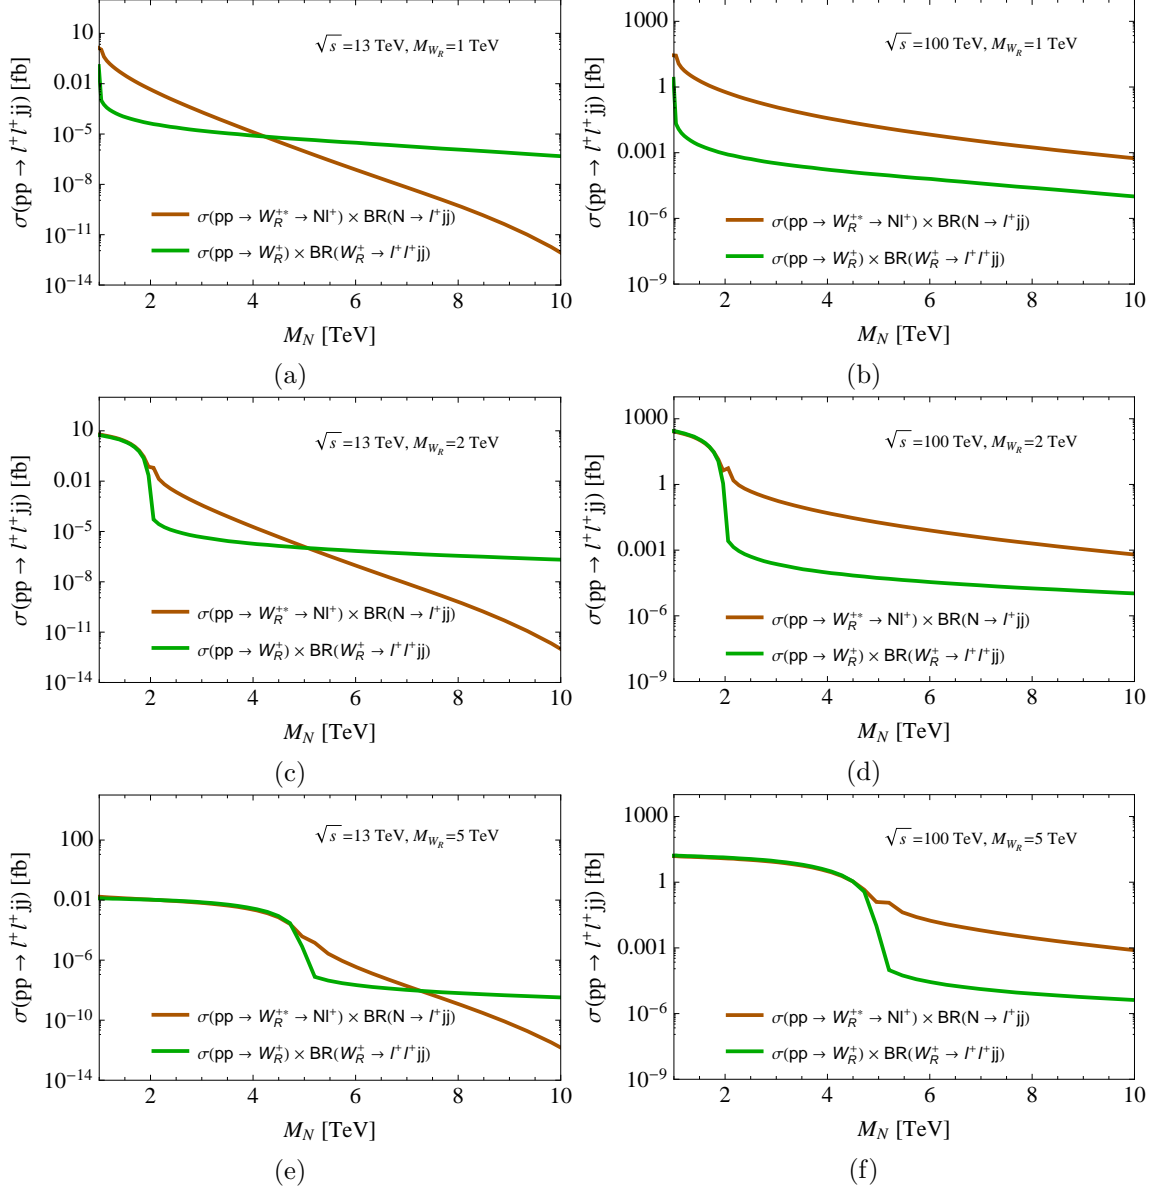 √s =13 TeV, M_{W_R}=1 TeV
σ(pp → l⁺l⁺jj) [fb]
10
0.01
10⁻⁵
10⁻⁸
10⁻¹¹
10⁻¹⁴
σ(pp → W_R^{+*} → Nl⁺) × BR(N → l⁺jj)
σ(pp → W_R^+) × BR(W_R^+ → l⁺l⁺jj)
2 4 6 8 10
M_N [TeV]
(a)
√s =100 TeV, M_{W_R}=1 TeV
σ(pp → l⁺l⁺jj) [fb]
1000
1
0.001
10⁻⁶
10⁻⁹
σ(pp → W_R^{+*} → Nl⁺) × BR(N → l⁺jj)
σ(pp → W_R^+) × BR(W_R^+ → l⁺l⁺jj)
2 4 6 8 10
M_N [TeV]
(b)
√s =13 TeV, M_{W_R}=2 TeV
σ(pp → l⁺l⁺jj) [fb]
10
0.01
10⁻⁵
10⁻⁸
10⁻¹¹
10⁻¹⁴
σ(pp → W_R^{+*} → Nl⁺) × BR(N → l⁺jj)
σ(pp → W_R^+) × BR(W_R^+ → l⁺l⁺jj)
2 4 6 8 10
M_N [TeV]
(c)
√s =100 TeV, M_{W_R}=2 TeV
σ(pp → l⁺l⁺jj) [fb]
1000
1
0.001
10⁻⁶
10⁻⁹
σ(pp → W_R^{+*} → Nl⁺) × BR(N → l⁺jj)
σ(pp → W_R^+) × BR(W_R^+ → l⁺l⁺jj)
2 4 6 8 10
M_N [TeV]
(d)
√s =13 TeV, M_{W_R}=5 TeV
σ(pp → l⁺l⁺jj) [fb]
100
0.01
10⁻⁶
10⁻¹⁰
10⁻¹⁴
σ(pp → W_R^{+*} → Nl⁺) × BR(N → l⁺jj)
σ(pp → W_R^+) × BR(W_R^+ → l⁺l⁺jj)
2 4 6 8 10
M_N [TeV]
(e)
√s =100 TeV, M_{W_R}=5 TeV
σ(pp → l⁺l⁺jj) [fb]
1000
1
0.001
10⁻⁶
10⁻⁹
σ(pp → W_R^{+*} → Nl⁺) × BR(N → l⁺jj)
σ(pp → W_R^+) × BR(W_R^+ → l⁺l⁺jj)
2 4 6 8 10
M_N [TeV]
(f)